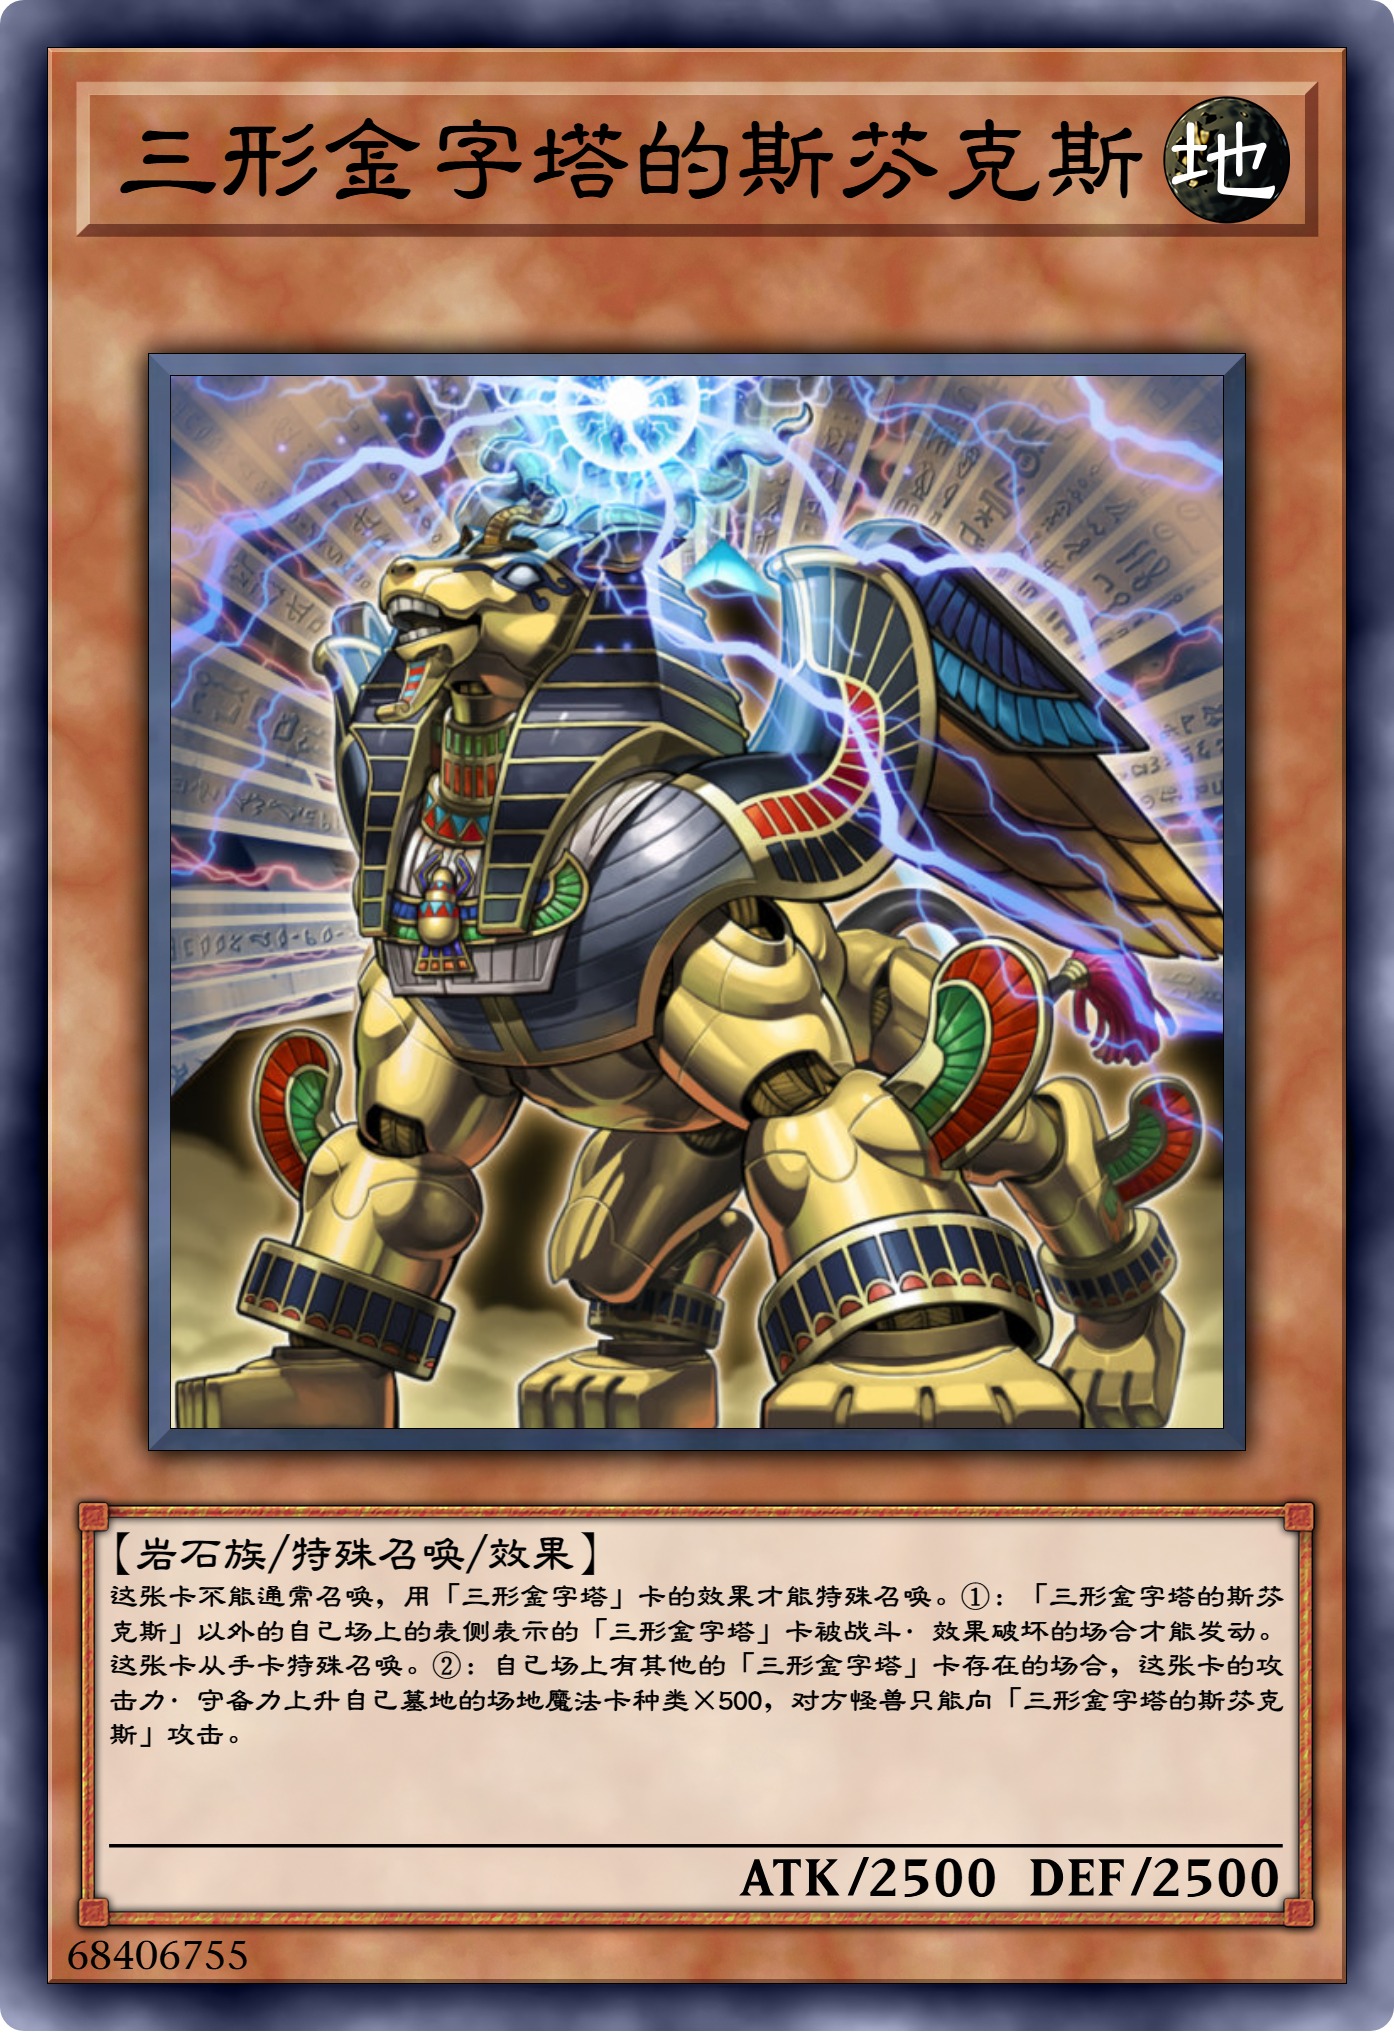 三形金字塔的斯芬克斯 地
【岩石族/特殊召唤/效果】
这张卡不能通常召唤，用「三形金字塔」卡的效果才能特殊召唤。①：「三形金字塔的斯芬
克斯」以外的自己场上的表侧表示的「三形金字塔」卡被战斗·效果破坏的场合才能发动。
这张卡从手卡特殊召唤。②：自己场上有其他的「三形金字塔」卡存在的场合，这张卡的攻
击力·守备力上升自己墓地的场地魔法卡种类×500，对方怪兽只能向「三形金字塔的斯芬克
斯」攻击。
ATK/2500 DEF/2500
68406755